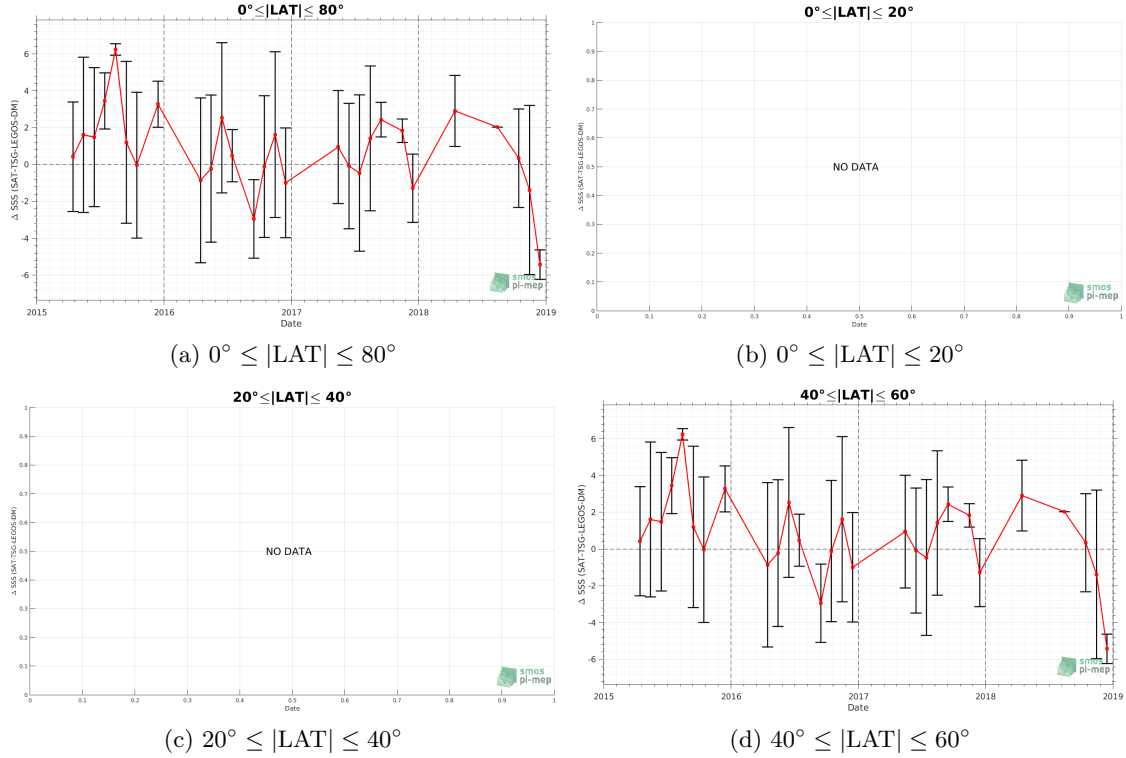 0°≤|LAT|≤ 80°
Δ SSS (SAT-TSG-LEGOS-DM)
6
4
2
0
-2
-4
-6
2015 2016 2017 2018 2019
Date
smos
pi-mep
(a) 0° ≤ |LAT| ≤ 80°
0°≤|LAT|≤ 20°
Δ SSS (SAT-TSG-LEGOS-DM)
1
0.9
0.8
0.7
0.6
0.5
0.4
0.3
0.2
0.1
0
NO DATA
0 0.1 0.2 0.3 0.4 0.5 0.6 0.7 0.8 0.9 1
Date
smos
pi-mep
(b) 0° ≤ |LAT| ≤ 20°
20°≤|LAT|≤ 40°
Δ SSS (SAT-TSG-LEGOS-DM)
1
0.9
0.8
0.7
0.6
0.5
0.4
0.3
0.2
0.1
0
NO DATA
0 0.1 0.2 0.3 0.4 0.5 0.6 0.7 0.8 0.9 1
Date
smos
pi-mep
(c) 20° ≤ |LAT| ≤ 40°
40°≤|LAT|≤ 60°
Δ SSS (SAT-TSG-LEGOS-DM)
6
4
2
0
-2
-4
-6
2015 2016 2017 2018 2019
Date
smos
pi-mep
(d) 40° ≤ |LAT| ≤ 60°